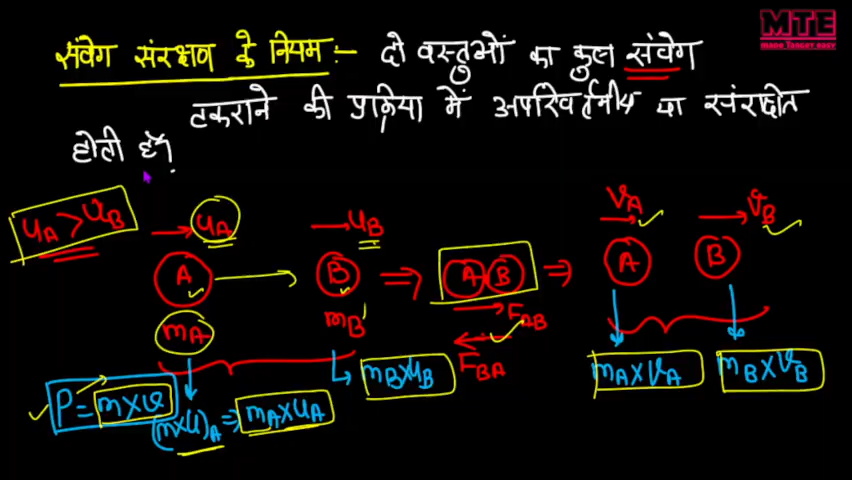 MTE
MADE TARGET EASY
संवेग संरक्षण के नियम :- दो वस्तुओं का कुल संवेग
टकराने की प्रक्रिया में अपरिवर्तनीय या संरक्षित
होती हैं।
uA > uB
uA
uB
vA
vB
A
B
A B
A
B
mA
mB
FAB
FBA
P = m×v
(m×u)A ⇒ mA×uA
mB×uB
mA×vA
mB×vB